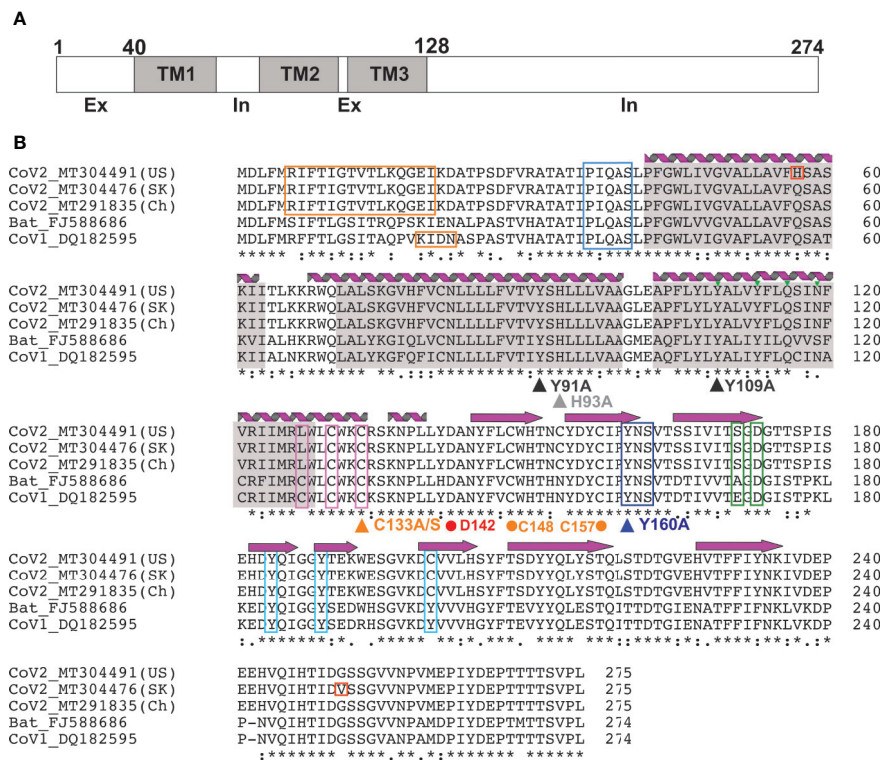 A
1 40 128 274
TM1 TM2 TM3
Ex In Ex In
B
CoV2_MT304491(US) MDLFMRIFTIGTVTLKQGEIKDATPSDFVRATATIPIQASLPFGWLIVGVALLAVFHSAS 60
CoV2_MT304476(SK) MDLFMRIFTIGTVTLKQGEIKDATPSDFVRATATIPIQASLPFGWLIVGVALLAVFQSAS 60
CoV2_MT291835(Ch) MDLFMRIFTIGTVTLKQGEIKDATPSDFVRATATIPIQASLPFGWLIVGVALLAVFQSAS 60
Bat_FJ588686 MDLFMSIFTLGSITRQPSKIENALPASTVHATATIPLQASLPFGWLVVGVALLAVFQSAS 60
CoV1_DQ182595 MDLFMRFFTLGSITAQPVKIDNASPASTVHATATIPLQASLPFGWLVIGVAFLAVFQSAT 60
CoV2_MT304491(US) KIITLKKRWQLALSKGVHFVCNLLLLFVTVYSHLLLVAAGLEAPFLYLYALVYFLQSINF 120
CoV2_MT304476(SK) KIITLKKRWQLALSKGVHFVCNLLLLFVTVYSHLLLVAAGLEAPFLYLYALVYFLQSINF 120
CoV2_MT291835(Ch) KIITLKKRWQLALSKGVHFVCNLLLLFVTVYSHLLLVAAGLEAPFLYLYALVYFLQSINF 120
Bat_FJ588686 KVIALHKRWQLALYKGIQFICNLLLLFVTIYSHLLLVAAGMEAQFLYLYALIYFLQVVSF 120
CoV1_DQ182595 KIIALNKRWQLALYKGFQFICNLLLLFVTIYSHLLLVAAGMEAQFLYLYALIYFLQCINA 120
Y91A Y109A
H93A
CoV2_MT304491(US) VRIIMRLWLCWKCRSKNPLLYDANYFLCWHTNCYDYCIPYNSVTSSIVITSGDGTTSPIS 180
CoV2_MT304476(SK) VRIIMRLWLCWKCRSKNPLLYDANYFLCWHTNCYDYCIPYNSVTSSIVITSGDGTTSPIS 180
CoV2_MT291835(Ch) VRIIMRLWLCWKCRSKNPLLYDANYFLCWHTNCYDYCIPYNSVTSSIVITSGDGTTSPIS 180
Bat_FJ588686 CRFIMRCWLCWKCRSKNPLLYDANYFVCWHTNNYDYCIPYNSVTDTIVVTAGDGISTPKL 180
CoV1_DQ182595 CRIIMRCWLCWKCKSKNPLLYDANYFVCWHTHNYDYCIPYNSVTDTIVVTEGDGISTPKL 180
C133A/S D142 C148 C157 Y160A
CoV2_MT304491(US) EHDYQIGGYTEKWESGVKDCVVLHSYFTSDYYQLYSTQLSTDTGVEHVTFFIYNKIVDEP 240
CoV2_MT304476(SK) EHDYQIGGYTEKWESGVKDCVVLHSYFTSDYYQLYSTQLSTDTGVEHVTFFIYNKIVDEP 240
CoV2_MT291835(Ch) EHDYQIGGYTEKWESGVKDCVVLHSYFTSDYYQLYSTQLSTDTGVEHVTFFIYNKIVDEP 240
Bat_FJ588686 KEDYQIGGYSEDWHSGVKDYVVVHGYFTEVYYQLESTQITTDTGIENATFFIFNKLVKDP 240
CoV1_DQ182595 KEDYQIGGYSEDRHSGVKDYVVVHGYFTEVYYQLESTQITTDTGIENATFFIFNKLVKDP 240
CoV2_MT304491(US) EEHVQIHTIDGSSGVVNPVMEPIYDEPTTTTSVPL 275
CoV2_MT304476(SK) EEHVQIHTIDVSSGVVNPVMEPIYDEPTTTTSVPL 275
CoV2_MT291835(Ch) EEHVQIHTIDGSSGVVNPVMEPIYDEPTTTTSVPL 275
Bat_FJ588686 P-NVQIHTIDGSSGVANPAMDPIYDEPTMTTSVPL 274
CoV1_DQ182595 P-NVQIHTIDGSSGVANPAMDPIYDEPTTTTSVPL 274